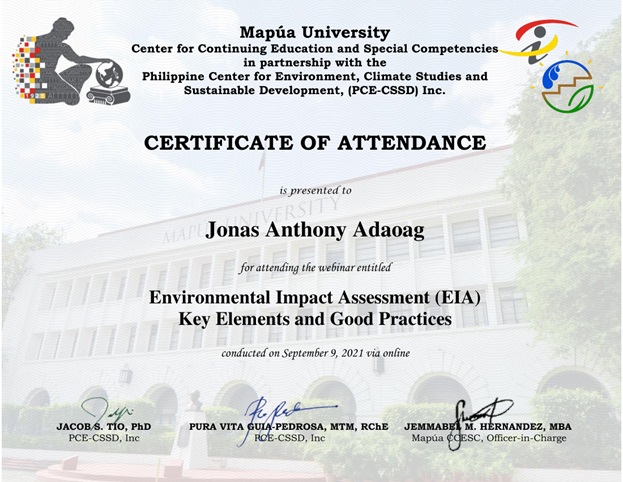 Mapúa University
Center for Continuing Education and Special Competencies
in partnership with the
Philippine Center for Environment, Climate Studies and
Sustainable Development, (PCE-CSSD) Inc.
CERTIFICATE OF ATTENDANCE
is presented to
MAPUA UNIVERSITY
Jonas Anthony Adaoag
for attending the webinar entitled
Environmental Impact Assessment (EIA)
Key Elements and Good Practices
conducted on September 9, 2021 via online
JACOB S. TIO, PhD
PCE-CSSD, Inc
PURA VITA GUIA-PEDROSA, MTM, RChE
PCE-CSSD, Inc
JEMMABEL M. HERNANDEZ, MBA
Mapúa CCESC, Officer-in-Charge